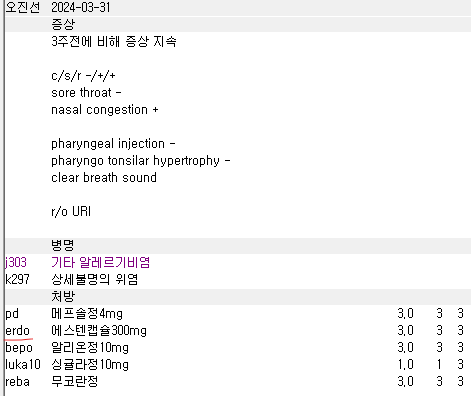 오진선 2024-03-31
증상
3주전에 비해 증상 지속
c/s/r -/+/+
sore throat -
nasal congestion +
pharyngeal injection -
pharyngo tonsilar hypertrophy -
clear breath sound
r/o URI
병명
j303 기타 알레르기비염
k297 상세불명의 위염
처방
pd 메프솔정4mg 3.0 3 3
erdo 에스텐캡슐300mg 3.0 3 3
bepo 알리온정10mg 3.0 3 3
luka10 싱귤라정10mg 1.0 1 3
reba 무코란정 3.0 3 3